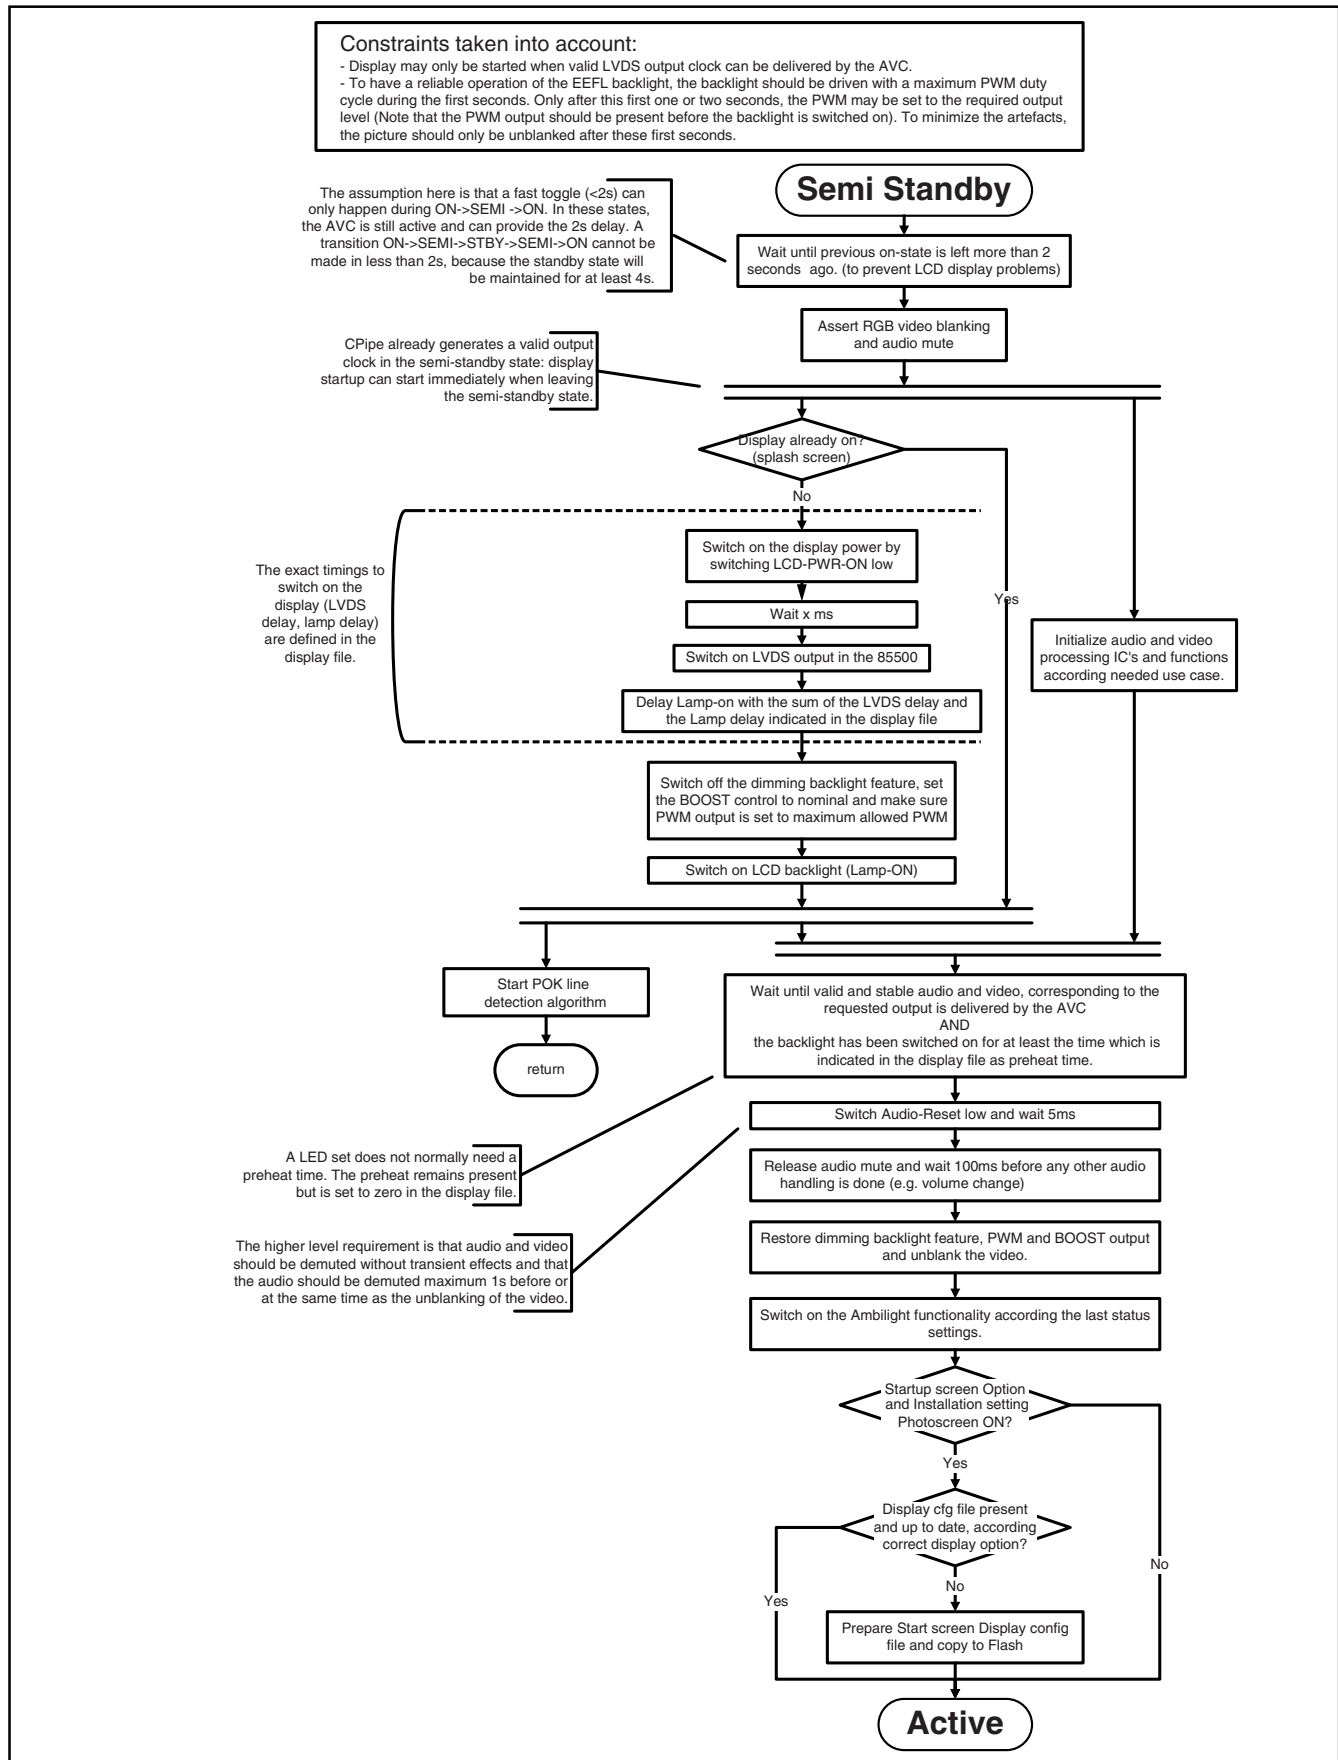 Constraints taken into account:
- Display may only be started when valid LVDS output clock can be delivered by the AVC.
- To have a reliable operation of the EEFL backlight, the backlight should be driven with a maximum PWM duty
cycle during the first seconds. Only after this first one or two seconds, the PWM may be set to the required output
level (Note that the PWM output should be present before the backlight is switched on). To minimize the artefacts,
the picture should only be unblanked after these first seconds.
Semi Standby
The assumption here is that a fast toggle (<2s) can
only happen during ON->SEMI ->ON. In these states,
the AVC is still active and can provide the 2s delay. A
transition ON->SEMI->STBY->SEMI->ON cannot be
made in less than 2s, because the standby state will
be maintained for at least 4s.
Wait until previous on-state is left more than 2
seconds  ago. (to prevent LCD display problems)
Assert RGB video blanking
and audio mute
CPipe already generates a valid output
clock in the semi-standby state: display
startup can start immediately when leaving
the semi-standby state.
Display already on?
(splash screen)
No
Switch on the display power by
switching LCD-PWR-ON low
The exact timings to
switch on the
display (LVDS
delay, lamp delay)
are defined in the
display file.
Yes
Wait x ms
Initialize audio and video
processing IC's and functions
according needed use case.
Switch on LVDS output in the 85500
Delay Lamp-on with the sum of the LVDS delay and
the Lamp delay indicated in the display file
Switch off the dimming backlight feature, set
the BOOST control to nominal and make sure
PWM output is set to maximum allowed PWM
Switch on LCD backlight (Lamp-ON)
Start POK line
detection algorithm
return
Wait until valid and stable audio and video, corresponding to the
requested output is delivered by the AVC
AND
the backlight has been switched on for at least the time which is
indicated in the display file as preheat time.
Switch Audio-Reset low and wait 5ms
A LED set does not normally need a
preheat time. The preheat remains present
but is set to zero in the display file.
Release audio mute and wait 100ms before any other audio
handling is done (e.g. volume change)
The higher level requirement is that audio and video
should be demuted without transient effects and that
the audio should be demuted maximum 1s before or
at the same time as the unblanking of the video.
Restore dimming backlight feature, PWM and BOOST output
and unblank the video.
Switch on the Ambilight functionality according the last status
settings.
Startup screen Option
and Installation setting
Photoscreen ON?
Yes
Display cfg file present
and up to date, according
correct display option?
No
No
Yes
Prepare Start screen Display config
file and copy to Flash
Active